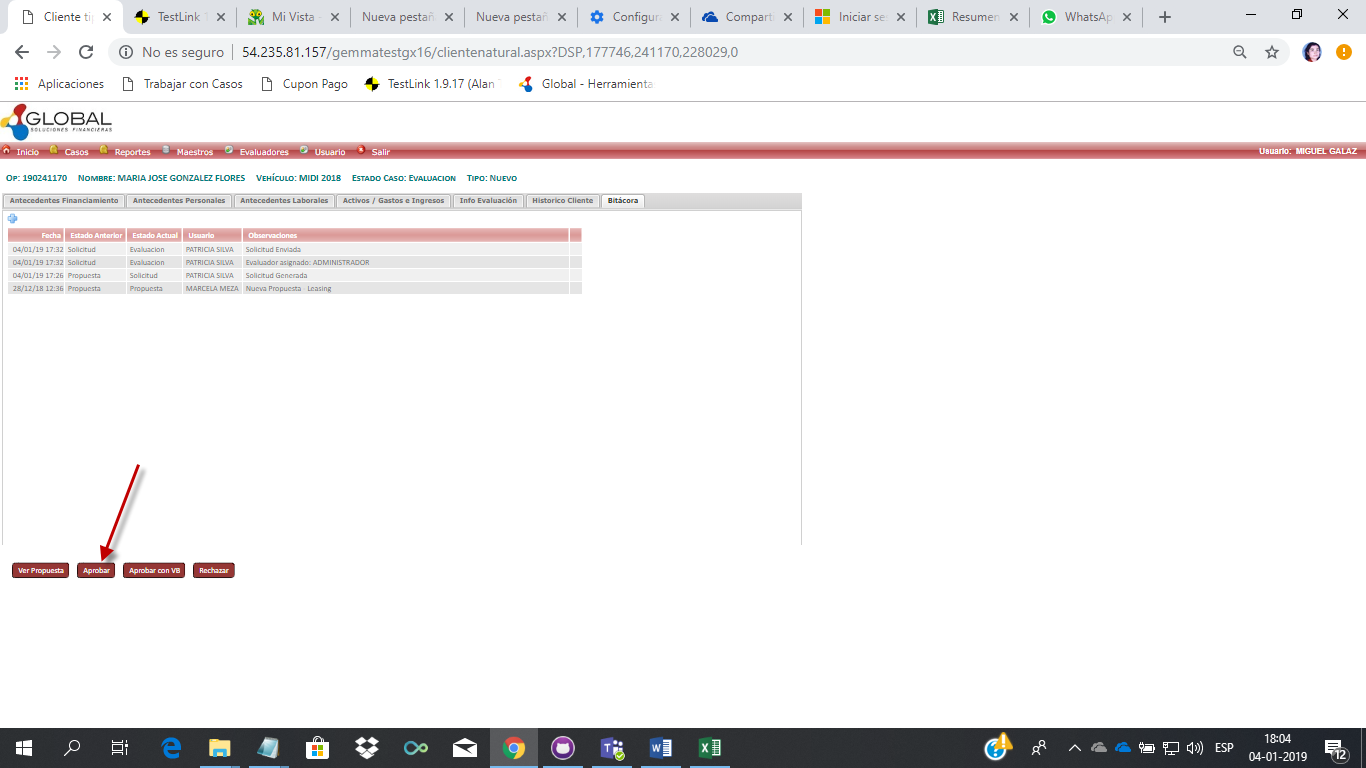 Cliente ti
TestLink 1
Mi Vista -
Nueva pestañ
Nueva pestañ
Configura
Comparti
Iniciar se
Resumen
WhatsAp
No es seguro | 54.235.81.157/gemmatestgx16/clientenatural.aspx?DSP,177746,241170,228029,0
Aplicaciones Trabajar con Casos Cupon Pago TestLink 1.9.17 (Alan Global - Herramienta
GLOBAL
SOLUCIONES FINANCIERAS
Inicio Casos Reportes Maestros Evaluadores Usuario Salir Usuario: MIGUEL GALAZ
OP: 190241170 NOMBRE: MARIA JOSE GONZALEZ FLORES VEHÍCULO: MIDI 2018 ESTADO CASO: EVALUACION TIPO: NUEVO
Antecedentes Financiamiento Antecedentes Personales Antecedentes Laborales Activos / Gastos e Ingresos Info Evaluación Historico Cliente Bitácora
Fecha Estado Anterior Estado Actual Usuario Observaciones
04/01/19 17:32 Solicitud Evaluacion PATRICIA SILVA Solicitud Enviada
04/01/19 17:32 Solicitud Evaluacion PATRICIA SILVA Evaluador asignado: ADMINISTRADOR
04/01/19 17:26 Propuesta Solicitud PATRICIA SILVA Solicitud Generada
28/12/18 12:36 Propuesta Propuesta MARCELA MEZA Nueva Propuesta - Leasing
Ver Propuesta Aprobar Aprobar con VB Rechazar
ESP
18:04
04-01-2019
12